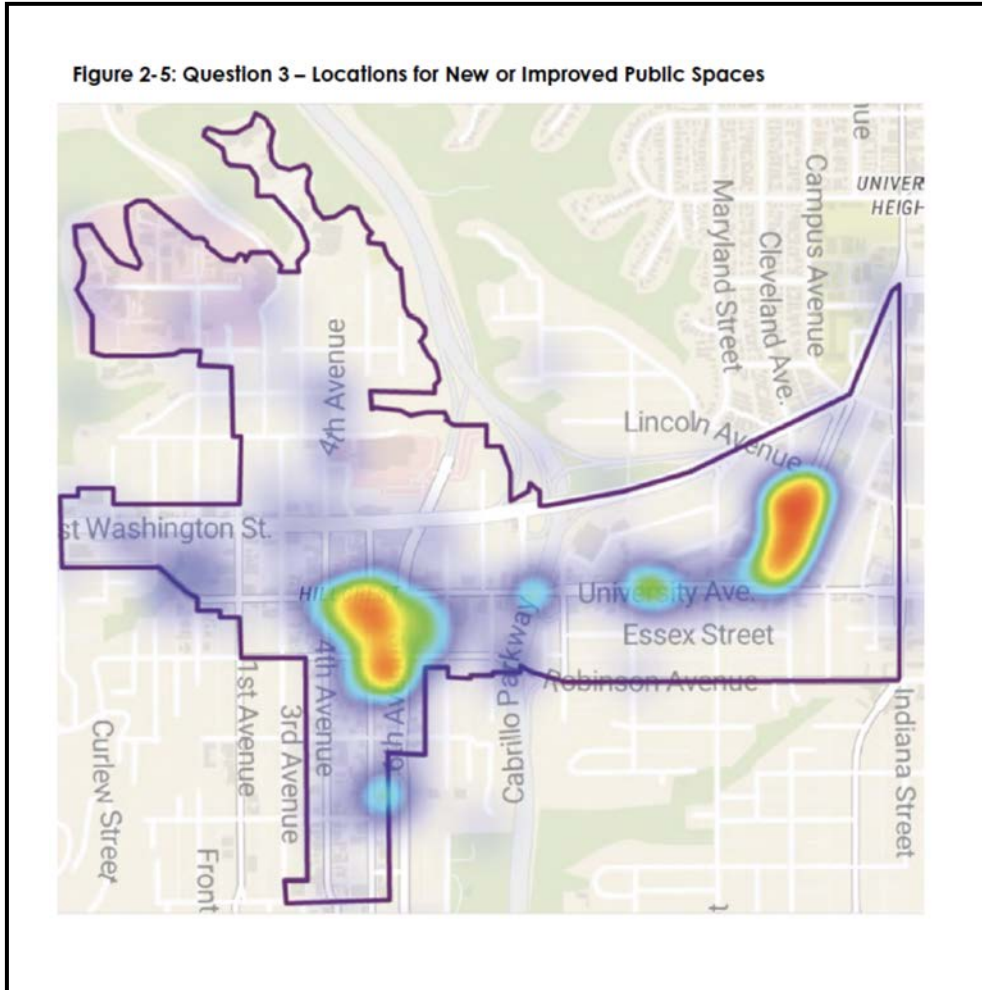 Figure 2-5: Question 3 – Locations for New or Improved Public Spaces
UNIVER
HEIGH
Campus Avenue
Maryland Street
Cleveland Ave.
4th Avenue
Lincoln Avenue
st Washington St.
University Ave.
Essex Street
Robinson Avenue
Cabrillo Parkway
4th Avenue
1st Avenue
3rd Avenue
Curlew Street
Front
Indiana Street